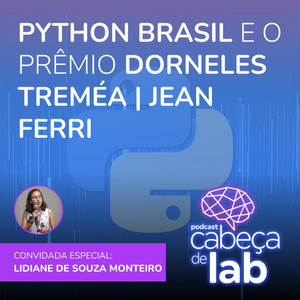 PYTHON BRASIL E O
PRÊMIO DORNELES
TREMÉA | JEAN
FERRI
CONVIDADA ESPECIAL:
LIDIANE DE SOUZA MONTEIRO
podcast
cabeça
de lab